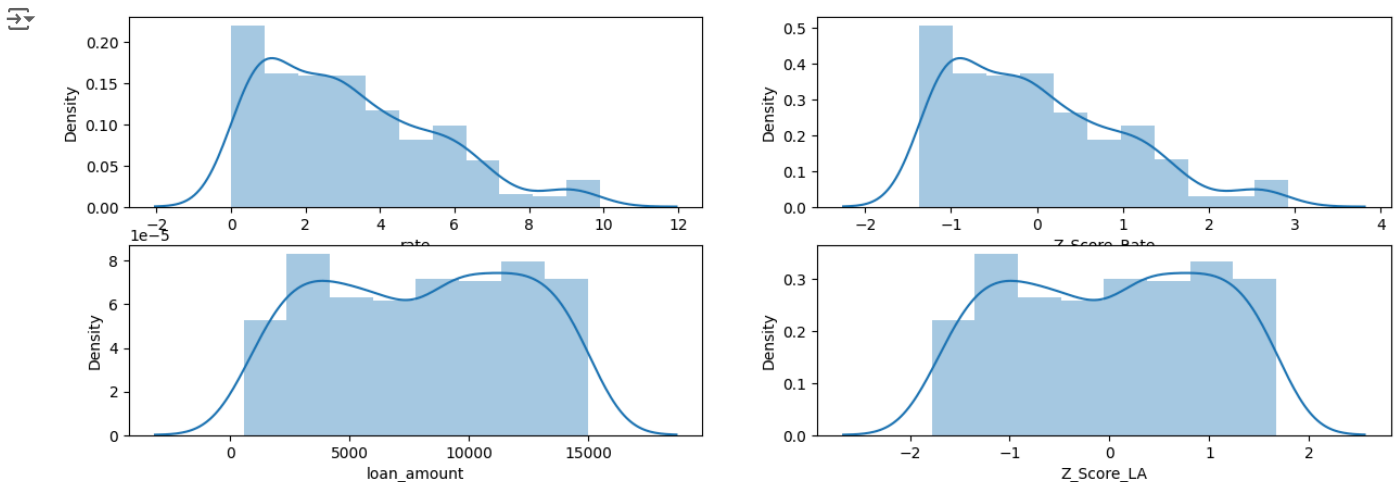 0.20
0.15
0.10
0.05
0.00
Density
−2 0 2 4 6 8 10 12
rate
0.5
0.4
0.3
0.2
0.1
0.0
Density
−2 −1 0 1 2 3 4
Z_Score_Rate
1e−5
8
6
4
2
0
Density
0 5000 10000 15000
loan_amount
0.3
0.2
0.1
0.0
Density
−2 −1 0 1 2
Z_Score_LA